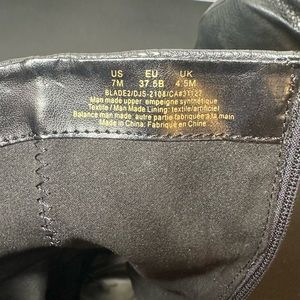 US EU UK
7M 37.5B 4.5M
BLADE2/DJS-2108/CA#31127
Man made upper: empeigne synthétique
Textile / Man Made Lining: textile/artificiel
Balance man made: autre partie fabriquée à la main
Made in China: Fabriqué en Chine